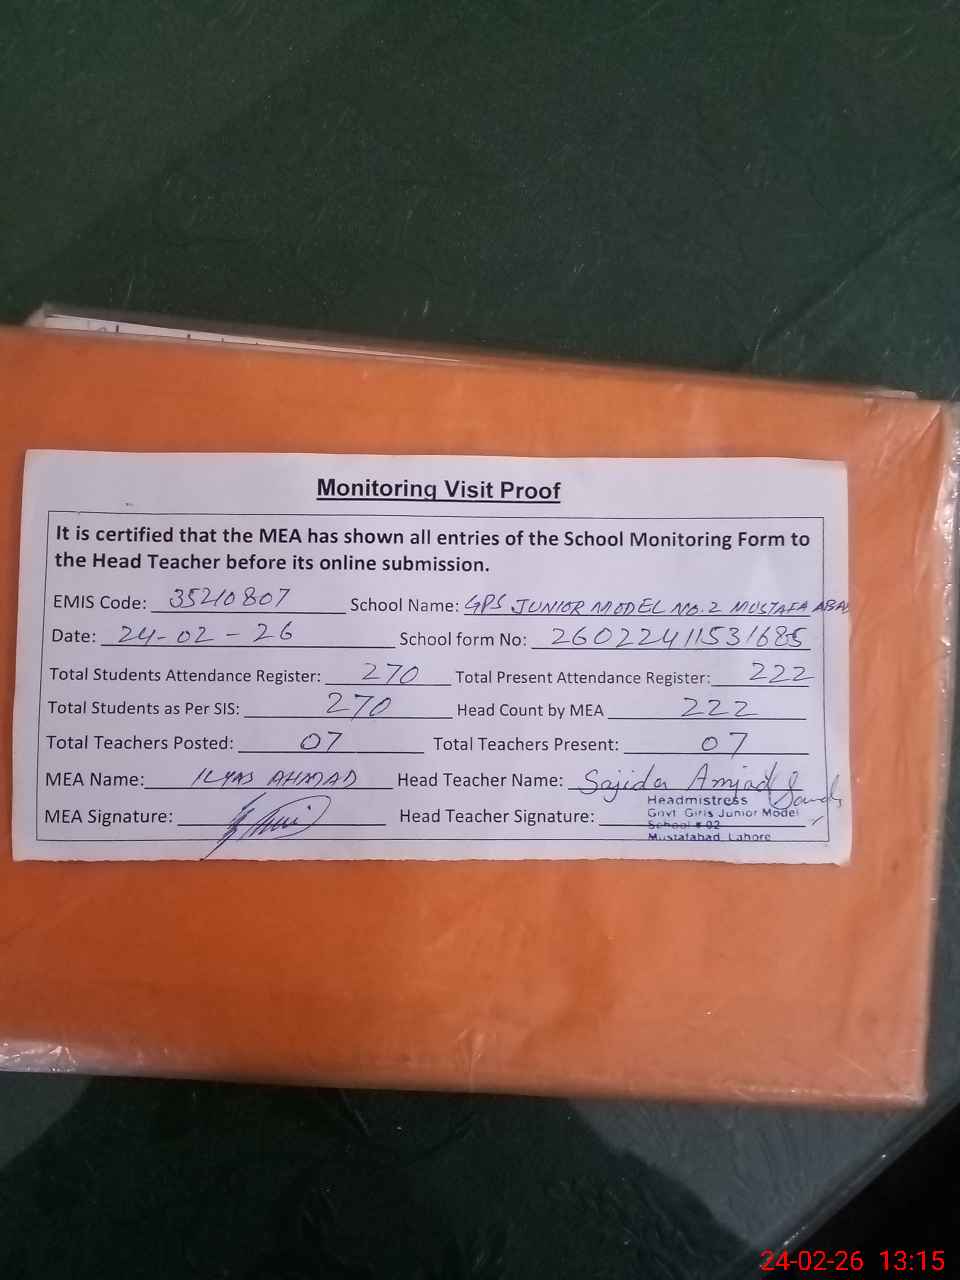 Monitoring Visit Proof
It is certified that the MEA has shown all entries of the School Monitoring Form to
the Head Teacher before its online submission.
EMIS Code: 35210807 School Name: GPS JUNIOR MODEL NO.2 MUSTAFA ABA
Date: 24-02-26 School form No: 26022411531685
Total Students Attendance Register: 270 Total Present Attendance Register: 222
Total Students as Per SIS: 270 Head Count by MEA 222
Total Teachers Posted: 07 Total Teachers Present: 07
MEA Name: ILYAS AHMAD Head Teacher Name: Sajida Amjad
MEA Signature: Head Teacher Signature:
Headmistress
Govt Girls Junior Model
School # 02
Mustafabad Lahore
24-02-26 13:15